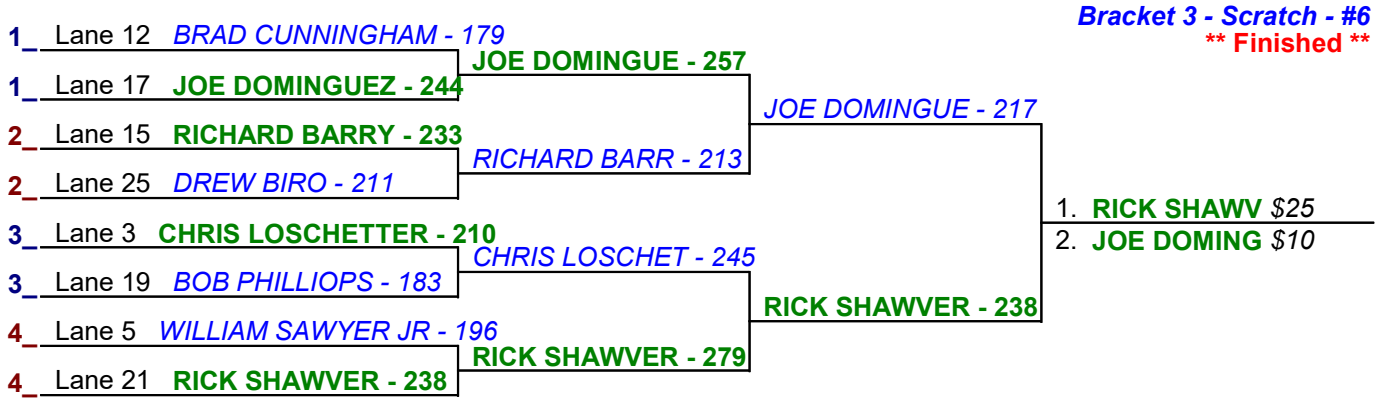 Bracket 3 - Scratch - #6
** Finished **
1_ Lane 12 BRAD CUNNINGHAM - 179
JOE DOMINGUE - 257
1_ Lane 17 JOE DOMINGUEZ - 244
JOE DOMINGUE - 217
2_ Lane 15 RICHARD BARRY - 233
RICHARD BARR - 213
2_ Lane 25 DREW BIRO - 211
1. RICK SHAWV $25
2. JOE DOMING $10
3_ Lane 3 CHRIS LOSCHETTER - 210
CHRIS LOSCHET - 245
3_ Lane 19 BOB PHILLIOPS - 183
RICK SHAWVER - 238
4_ Lane 5 WILLIAM SAWYER JR - 196
RICK SHAWVER - 279
4_ Lane 21 RICK SHAWVER - 238